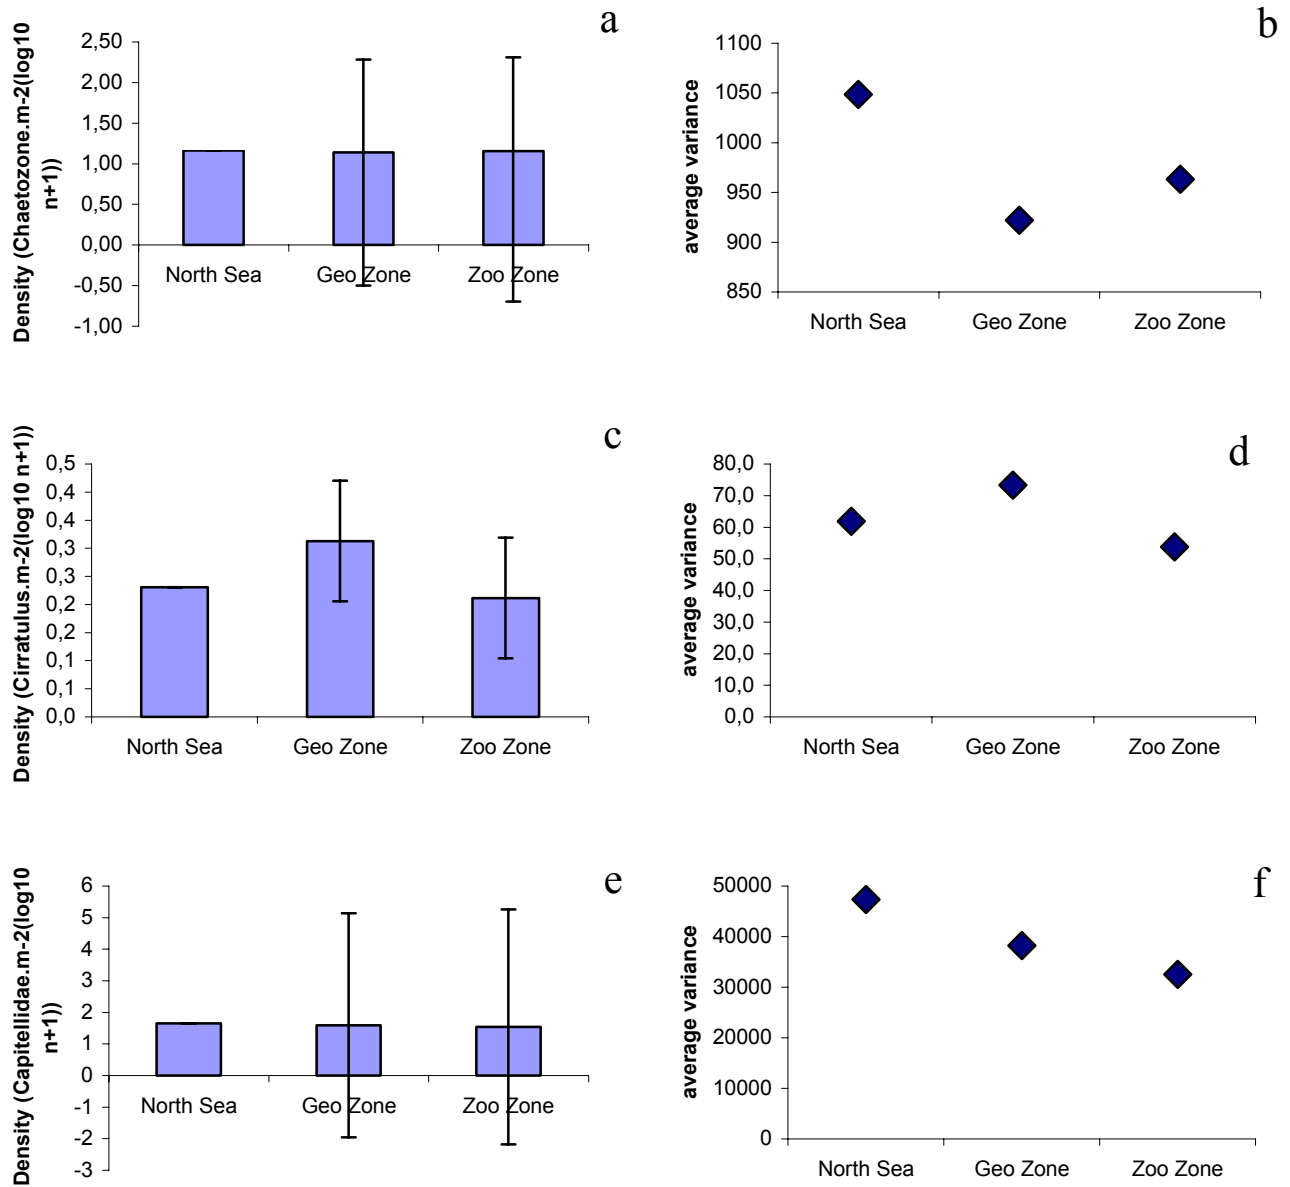 a
Density (Chaetozone.m-2(log10
n+1))
2,50
2,00
1,50
1,00
0,50
0,00
-0,50
-1,00
North Sea
Geo Zone
Zoo Zone
b
average variance
1100
1050
1000
950
900
850
North Sea
Geo Zone
Zoo Zone
c
Density (Cirratulus.m-2(log10 n+1))
0,5
0,4
0,4
0,3
0,3
0,2
0,2
0,1
0,1
0,0
North Sea
Geo Zone
Zoo Zone
d
average variance
80,0
70,0
60,0
50,0
40,0
30,0
20,0
10,0
0,0
North Sea
Geo Zone
Zoo Zone
e
Density (Capitellidae.m-2(log10
n+1))
6
5
4
3
2
1
0
-1
-2
-3
North Sea
Geo Zone
Zoo Zone
f
average variance
50000
40000
30000
20000
10000
0
North Sea
Geo Zone
Zoo Zone